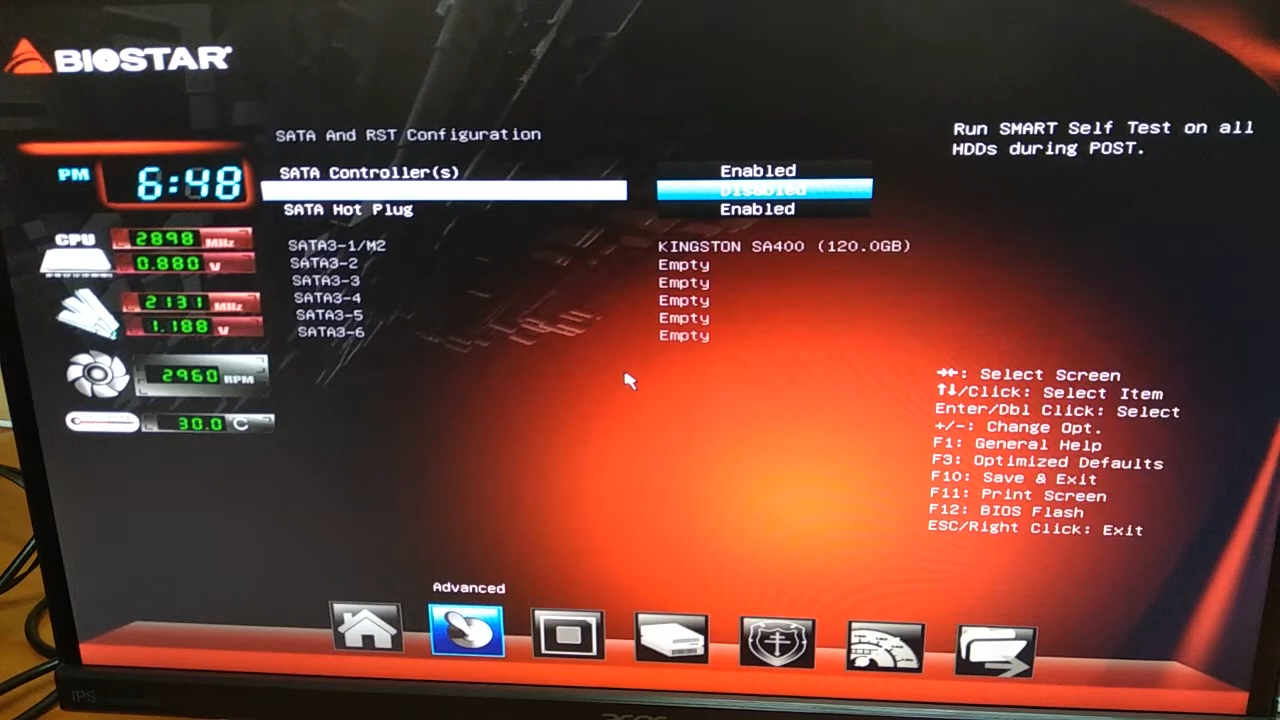 BIOSTAR
SATA And RST Configuration
Run SMART Self Test on all
HDDs during POST.
PM 6:48
SATA Controller(s) Enabled
Disabled
SATA Hot Plug Enabled
CPU 2898 MHz
0.880 V
2131 MHz
1.188 V
2960 RPM
30.0 C
SATA3-1/M2 KINGSTON SA400 (120.0GB)
SATA3-2 Empty
SATA3-3 Empty
SATA3-4 Empty
SATA3-5 Empty
SATA3-6 Empty
→←: Select Screen
↑↓/Click: Select Item
Enter/Dbl Click: Select
+/-: Change Opt.
F1: General Help
F3: Optimized Defaults
F10: Save & Exit
F11: Print Screen
F12: BIOS Flash
ESC/Right Click: Exit
Advanced
IPS
acer